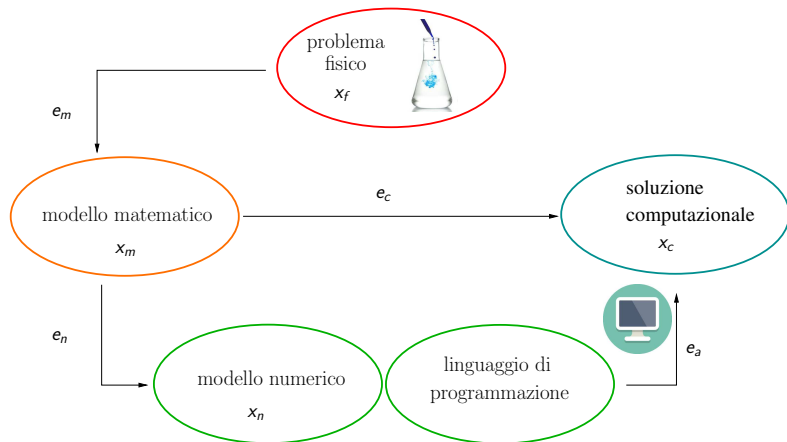 problema
fisico
x_f
e_m
modello matematico
x_m
e_c
soluzione
computazionale
x_c
e_n
modello numerico
x_n
linguaggio di
programmazione
e_a